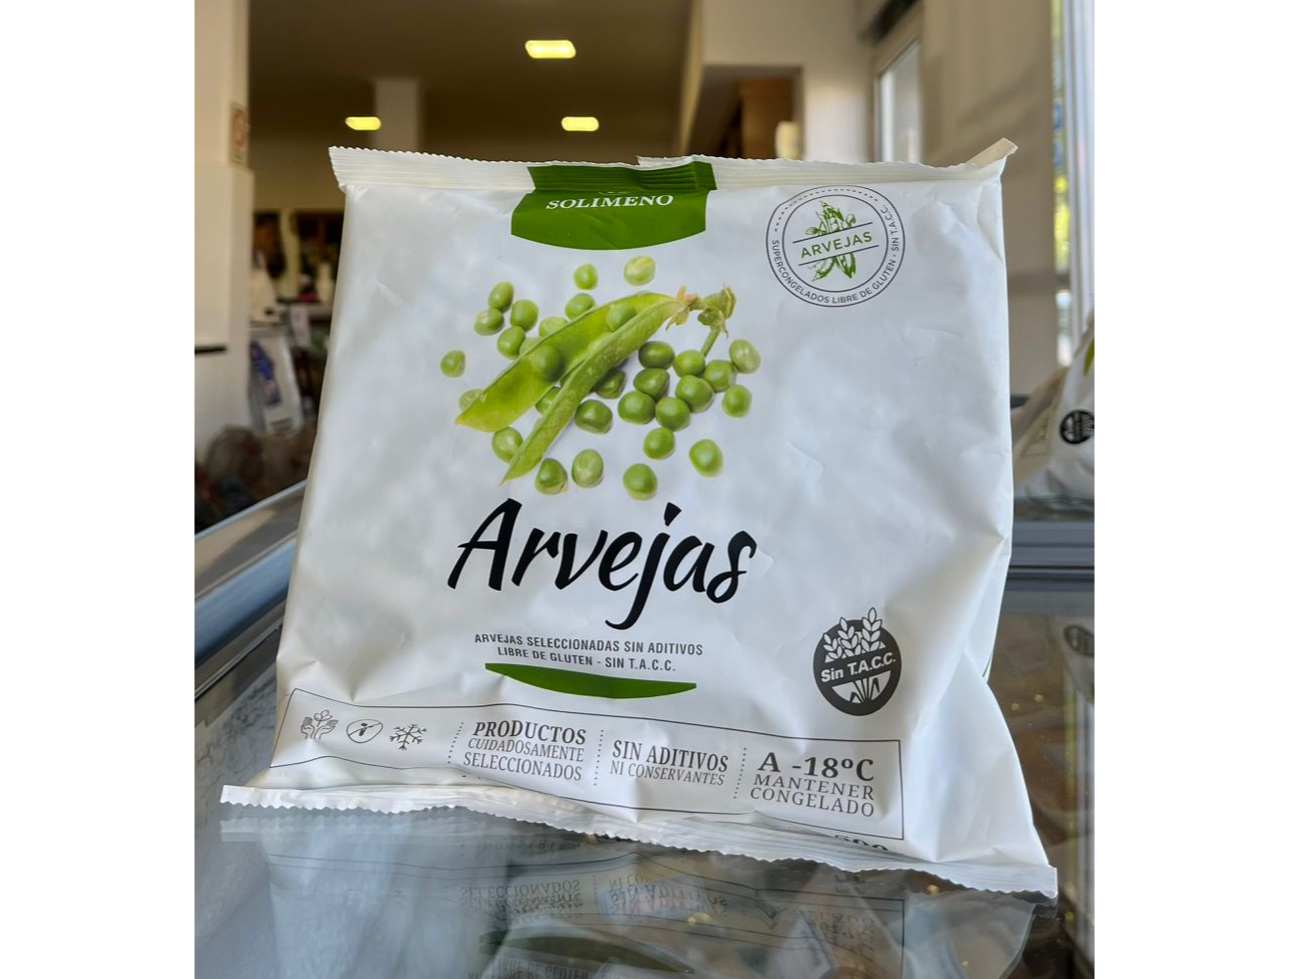 SOLIMENO
ARVEJAS
SUPERCONGELADOS LIBRE DE GLUTEN - SIN T.A.C.C.
Arvejas
ARVEJAS SELECCIONADAS SIN ADITIVOS
LIBRE DE GLUTEN - SIN T.A.C.C.
Sin T.A.C.C.
PRODUCTOS
CUIDADOSAMENTE
SELECCIONADOS
SIN ADITIVOS
NI CONSERVANTES
A -18ºC
MANTENER
CONGELADO